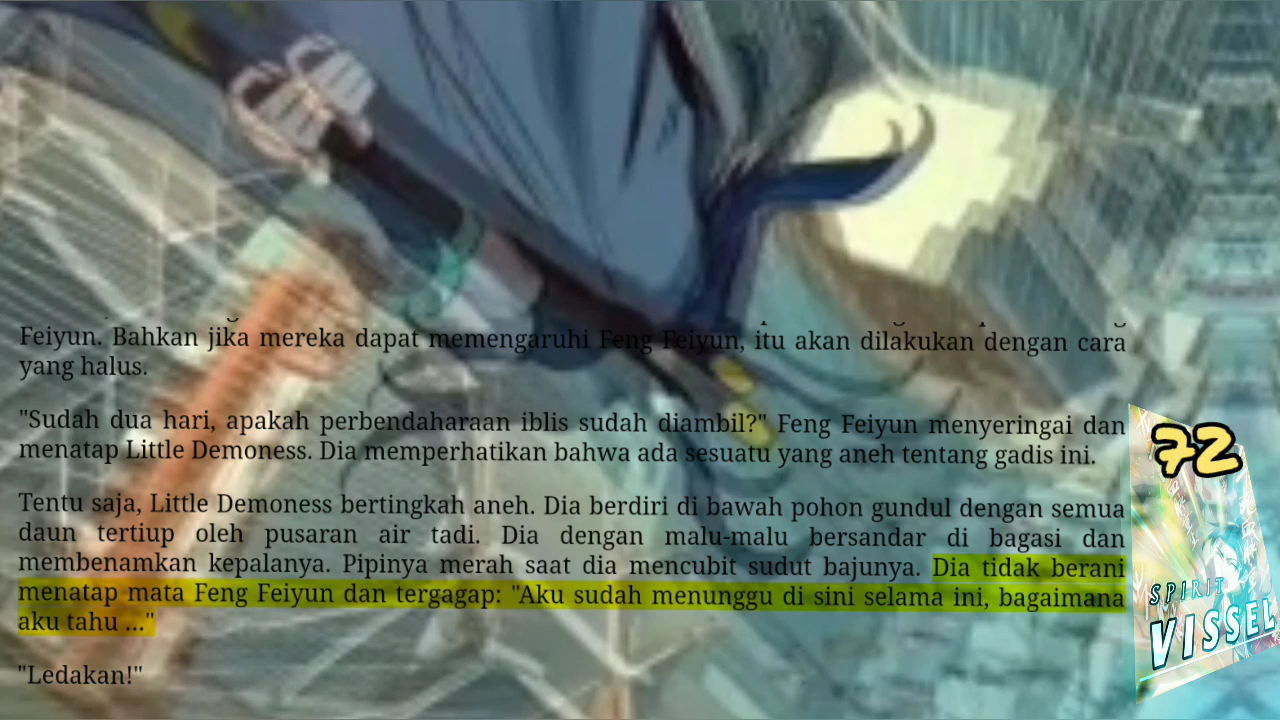 Feiyun. Bahkan jika mereka dapat memengaruhi Feng Feiyun, itu akan dilakukan dengan cara
yang halus.
"Sudah dua hari, apakah perbendaharaan iblis sudah diambil?" Feng Feiyun menyeringai dan
menatap Little Demoness. Dia memperhatikan bahwa ada sesuatu yang aneh tentang gadis ini.
Tentu saja, Little Demoness bertingkah aneh. Dia berdiri di bawah pohon gundul dengan semua
daun tertiup oleh pusaran air tadi. Dia dengan malu-malu bersandar di bagasi dan
membenamkan kepalanya. Pipinya merah saat dia mencubit sudut bajunya. Dia tidak berani
menatap mata Feng Feiyun dan tergagap: "Aku sudah menunggu di sini selama ini, bagaimana
aku tahu ..."
"Ledakan!"
72
SPIRIT
VISSEL